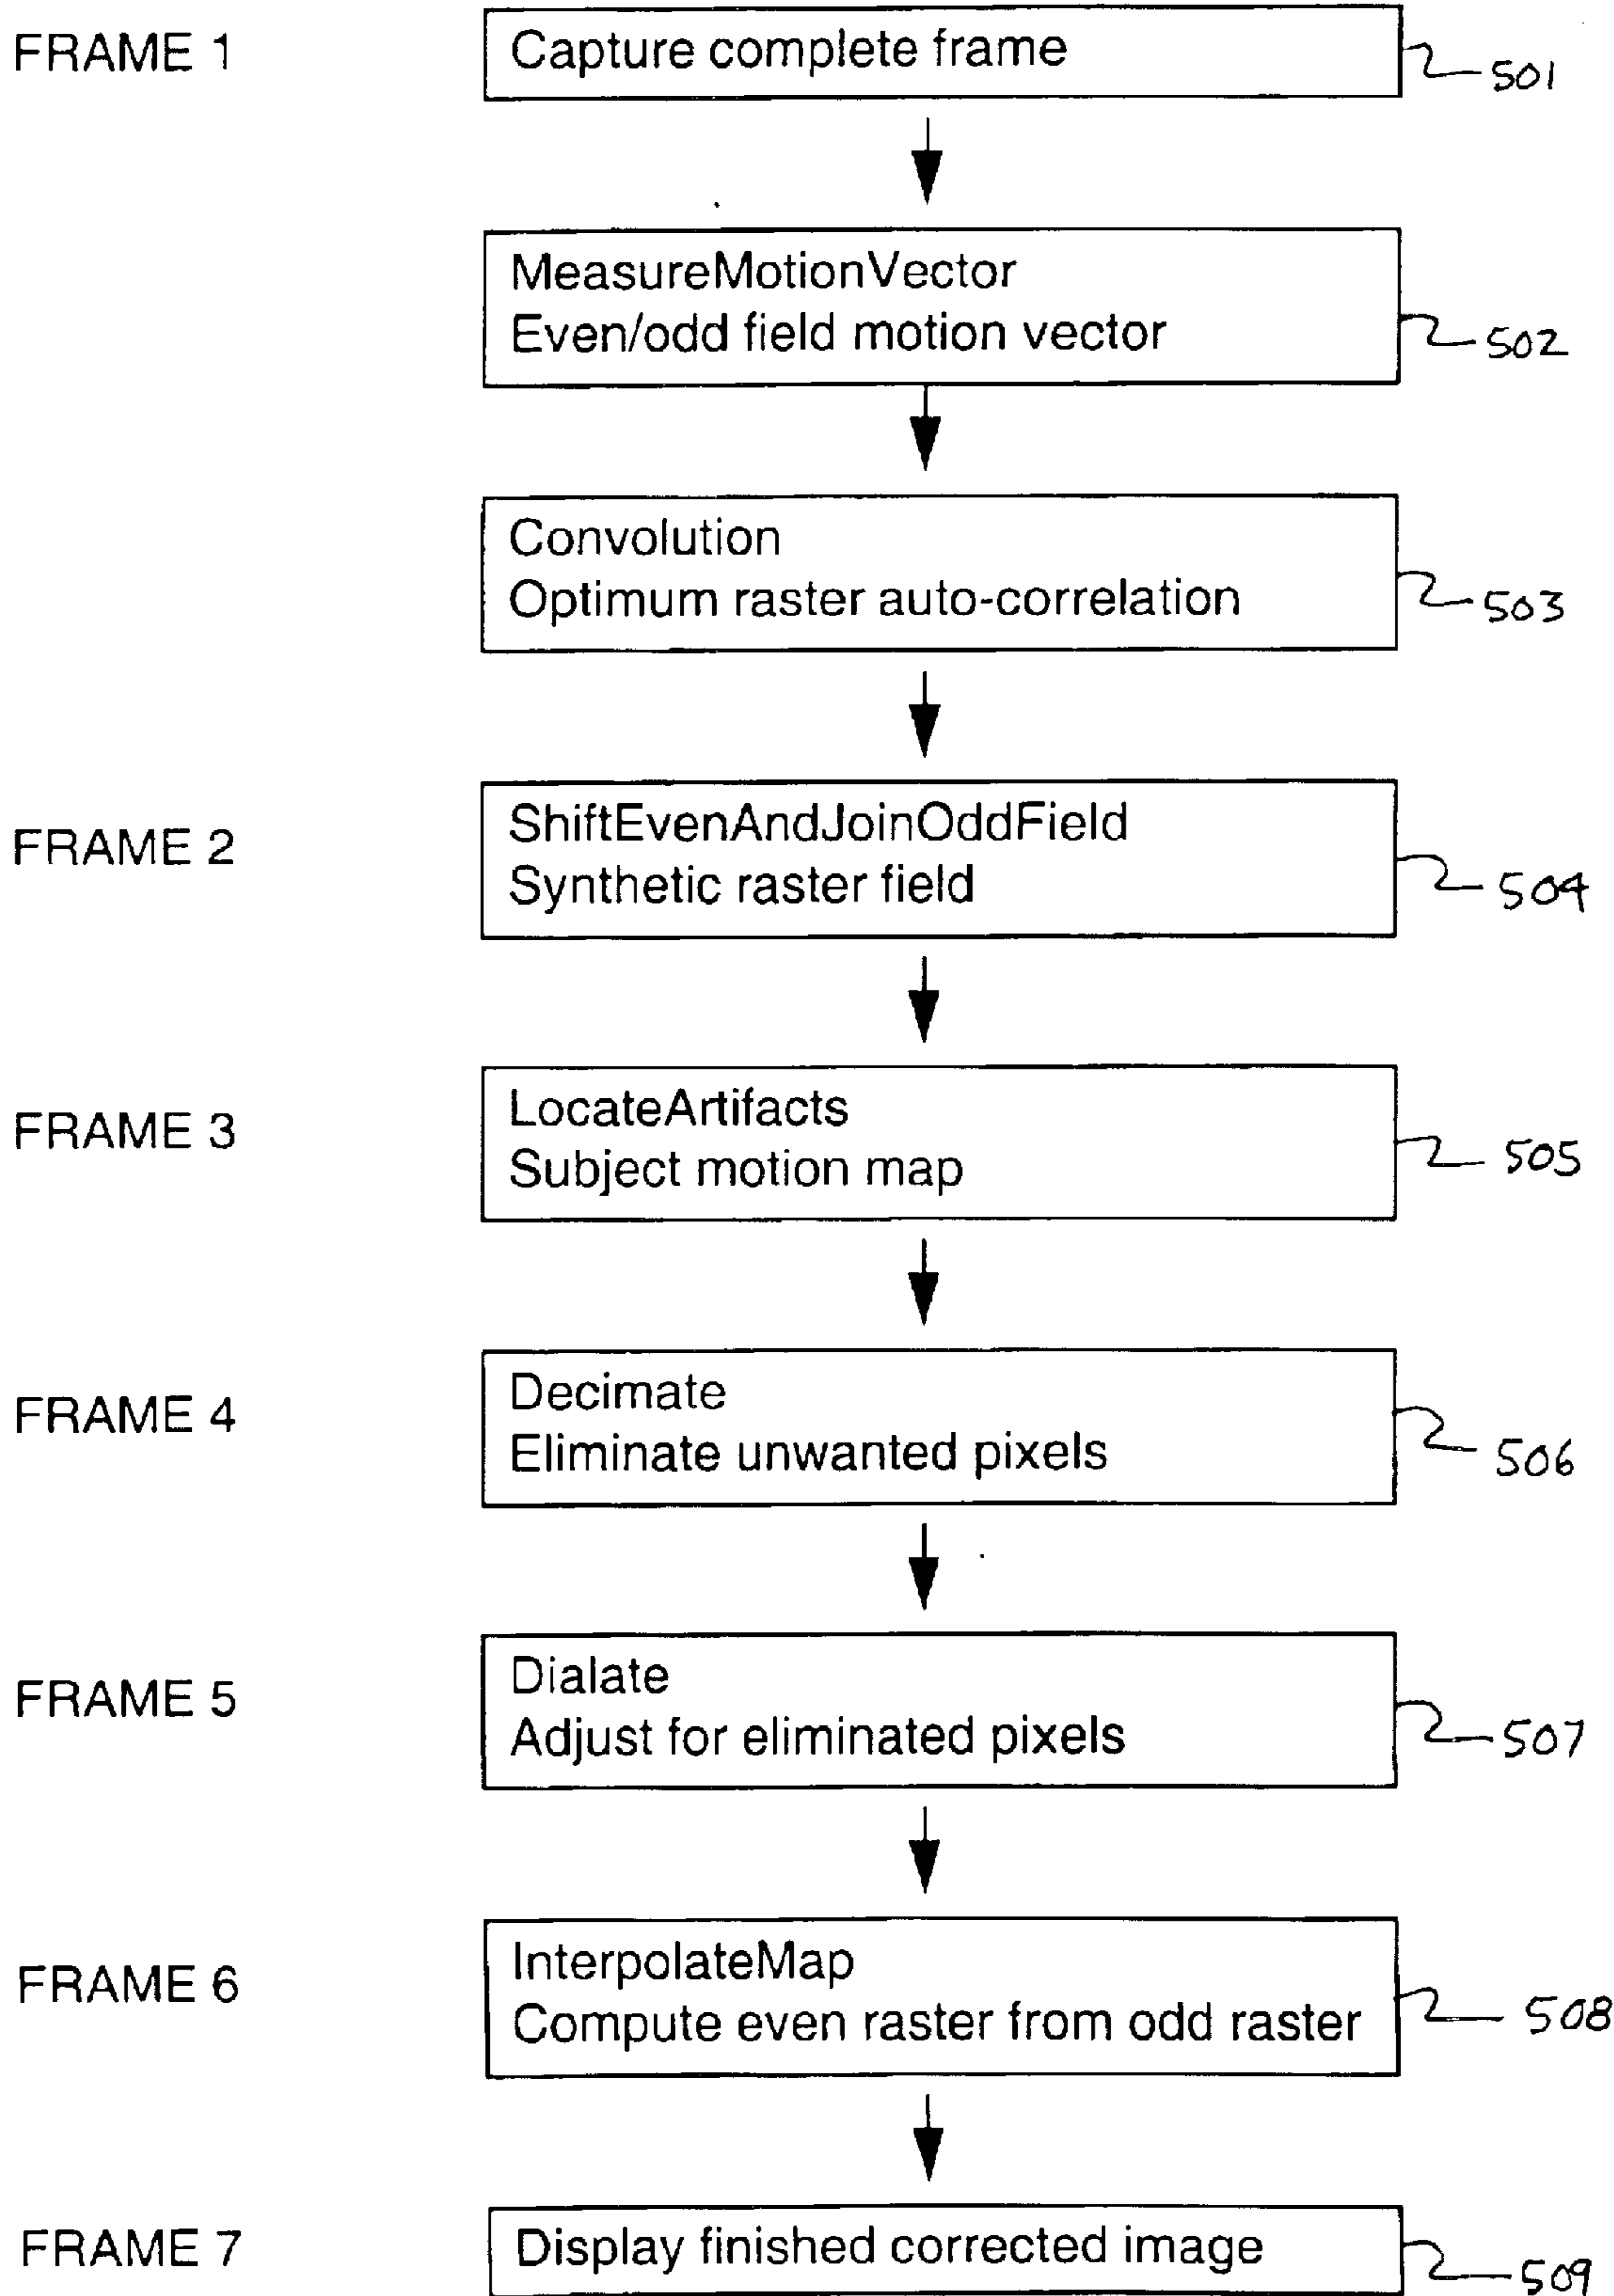 FRAME 1
Capture complete frame
501
MeasureMotionVector
Even/odd field motion vector
502
Convolution
Optimum raster auto-correlation
503
FRAME 2
ShiftEvenAndJoinOddField
Synthetic raster field
504
FRAME 3
LocateArtifacts
Subject motion map
505
FRAME 4
Decimate
Eliminate unwanted pixels
506
FRAME 5
Dialate
Adjust for eliminated pixels
507
FRAME 6
InterpolateMap
Compute even raster from odd raster
508
FRAME 7
Display finished corrected image
509